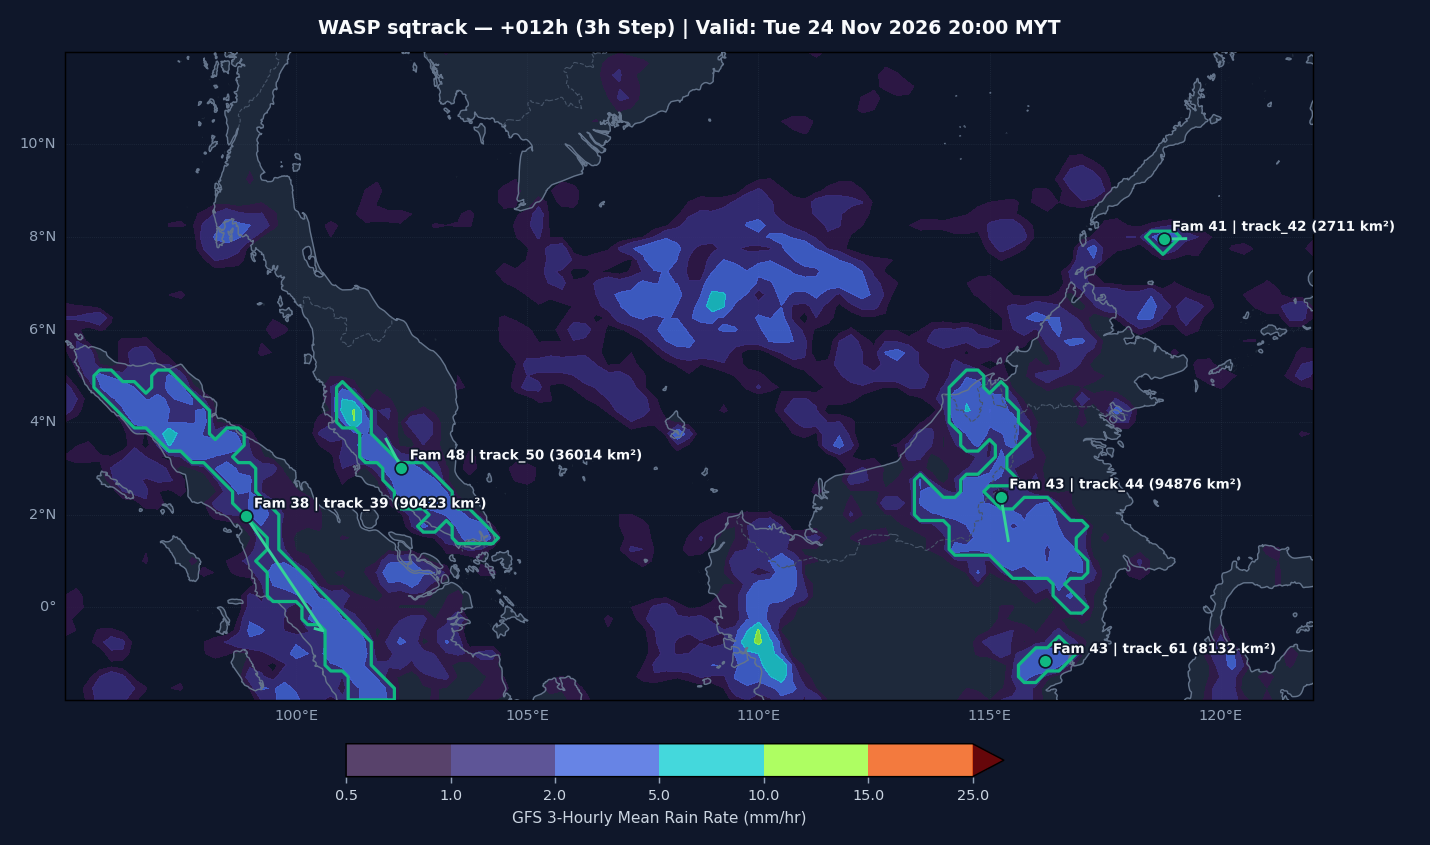 WASP sqtrack — +012h (3h Step) | Valid: Tue 24 Nov 2026 20:00 MYT
10°N
8°N
6°N
4°N
2°N
0°
Fam 41 | track_42 (2711 km²)
Fam 48 | track_50 (36014 km²)
Fam 43 | track_44 (94876 km²)
Fam 38 | track_39 (90423 km²)
Fam 43 | track_61 (8132 km²)
100°E 105°E 110°E 115°E 120°E
0.5 1.0 2.0 5.0 10.0 15.0 25.0
GFS 3-Hourly Mean Rain Rate (mm/hr)